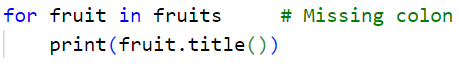 for fruit in fruits      # Missing colon
    print(fruit.title())